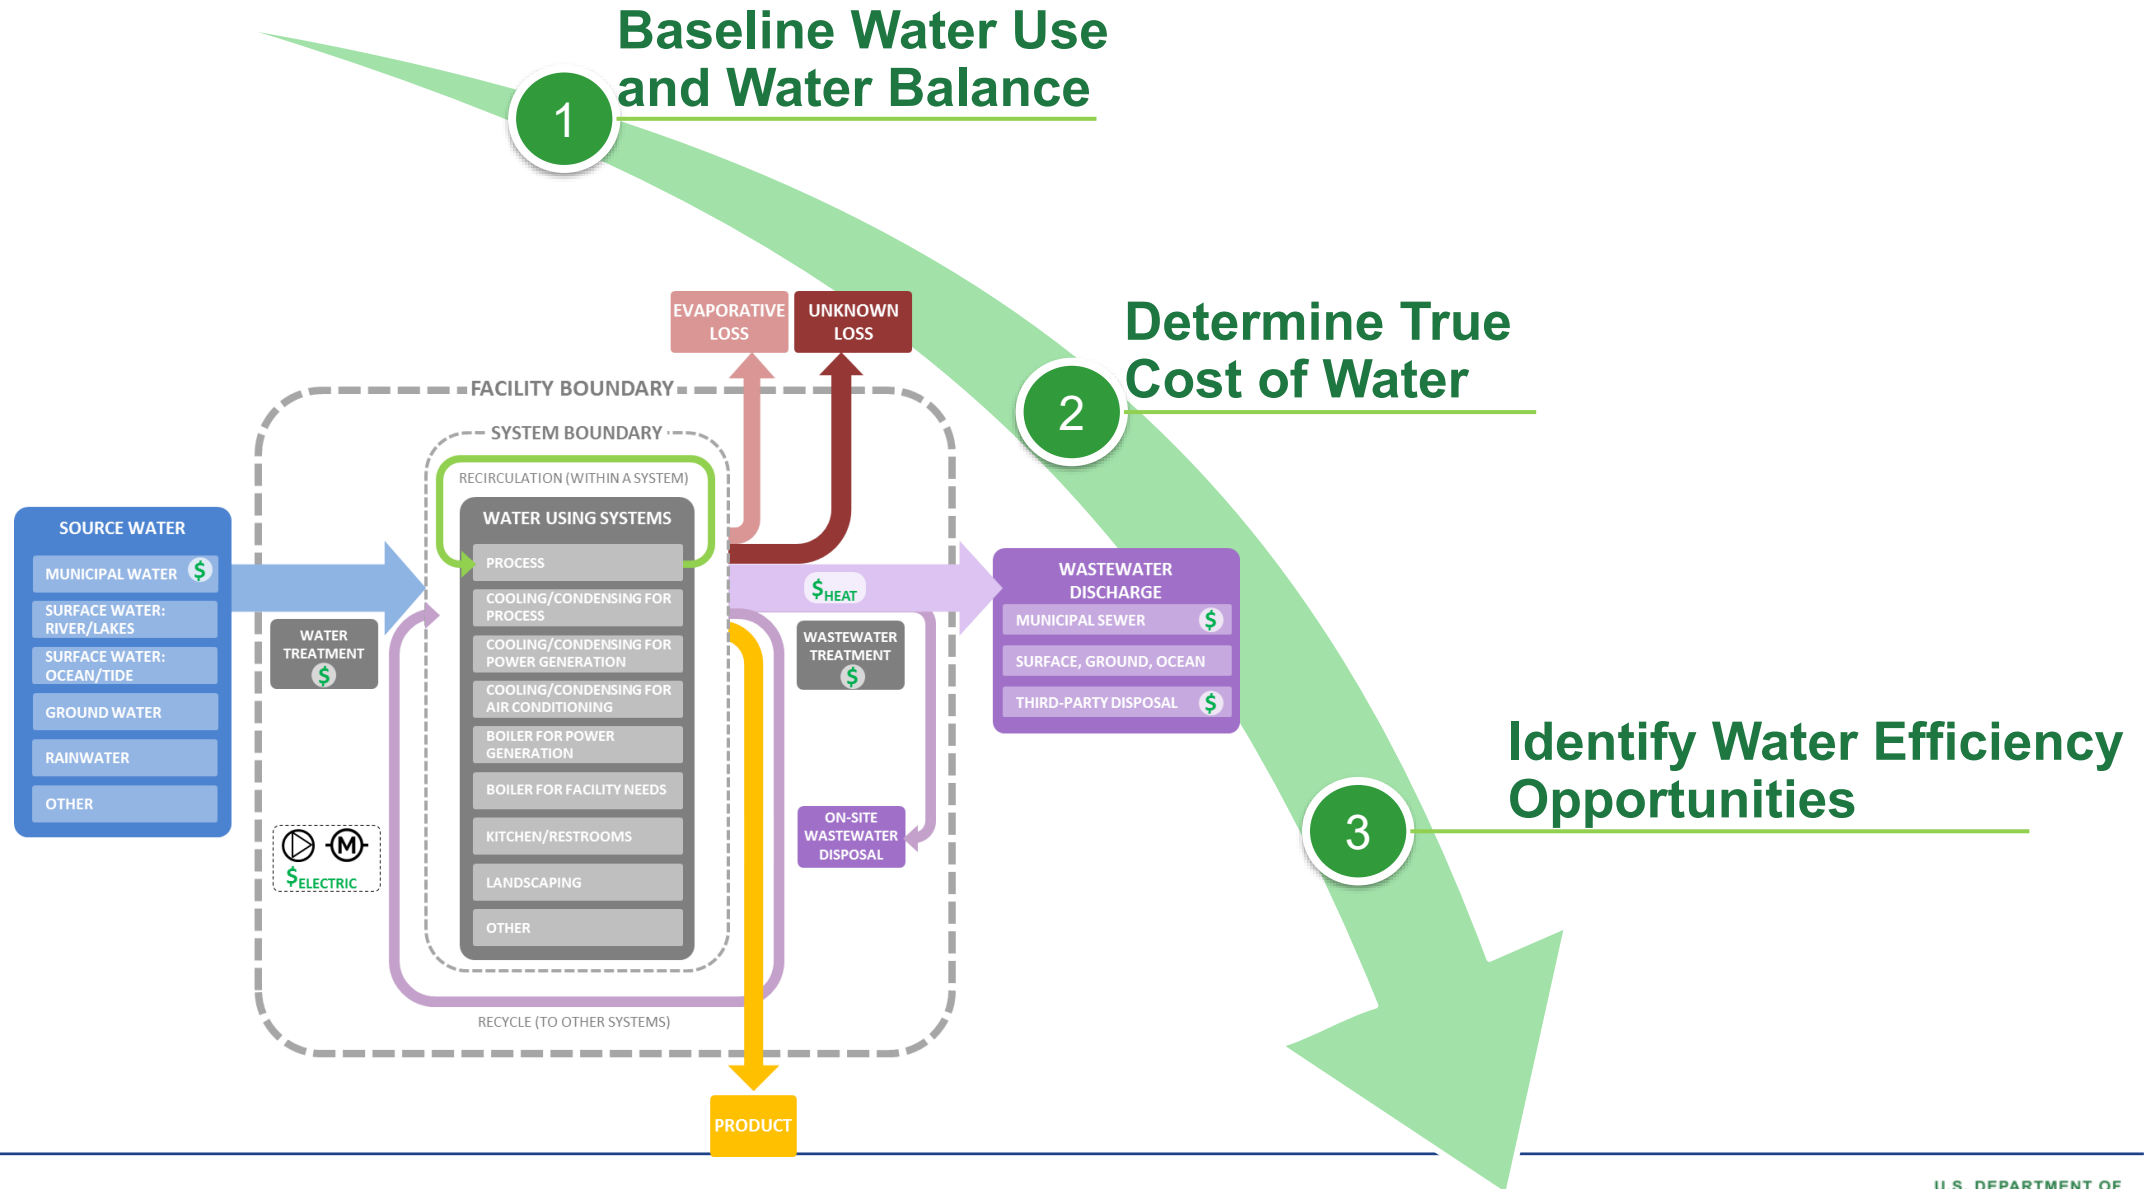 Baseline Water Use
and Water Balance
1
Determine True
Cost of Water
2
Identify Water Efficiency
Opportunities
3
EVAPORATIVE
LOSS
UNKNOWN
LOSS
FACILITY BOUNDARY
SYSTEM BOUNDARY
RECIRCULATION (WITHIN A SYSTEM)
SOURCE WATER
MUNICIPAL WATER $
SURFACE WATER:
RIVER/LAKES
SURFACE WATER:
OCEAN/TIDE
GROUND WATER
RAINWATER
OTHER
WATER
TREATMENT
$
M
$ELECTRIC
WATER USING SYSTEMS
PROCESS
COOLING/CONDENSING FOR
PROCESS
COOLING/CONDENSING FOR
POWER GENERATION
COOLING/CONDENSING FOR
AIR CONDITIONING
BOILER FOR POWER
GENERATION
BOILER FOR FACILITY NEEDS
KITCHEN/RESTROOMS
LANDSCAPING
OTHER
RECYCLE (TO OTHER SYSTEMS)
$HEAT
WASTEWATER
TREATMENT
$
ON-SITE
WASTEWATER
DISPOSAL
WASTEWATER
DISCHARGE
MUNICIPAL SEWER $
SURFACE, GROUND, OCEAN
THIRD-PARTY DISPOSAL $
PRODUCT
U.S. DEPARTMENT OF